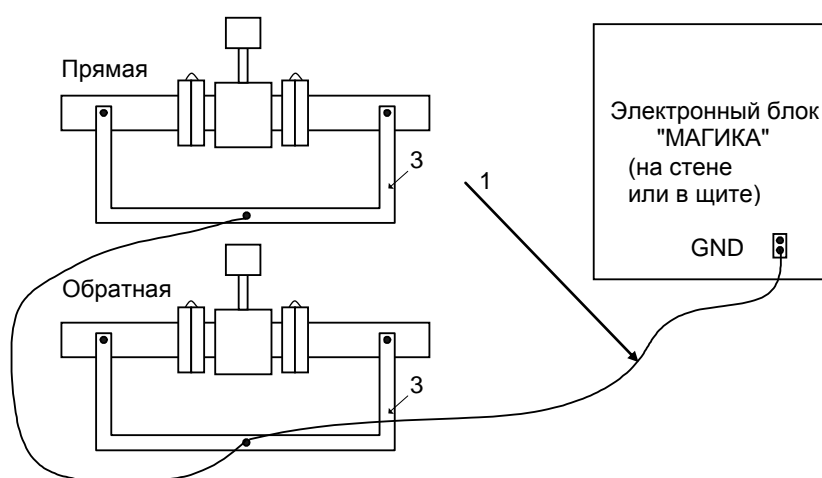 Прямая
3
1
Электронный блок
"МАГИКА"
(на стене
или в щите)
GND
Обратная
3